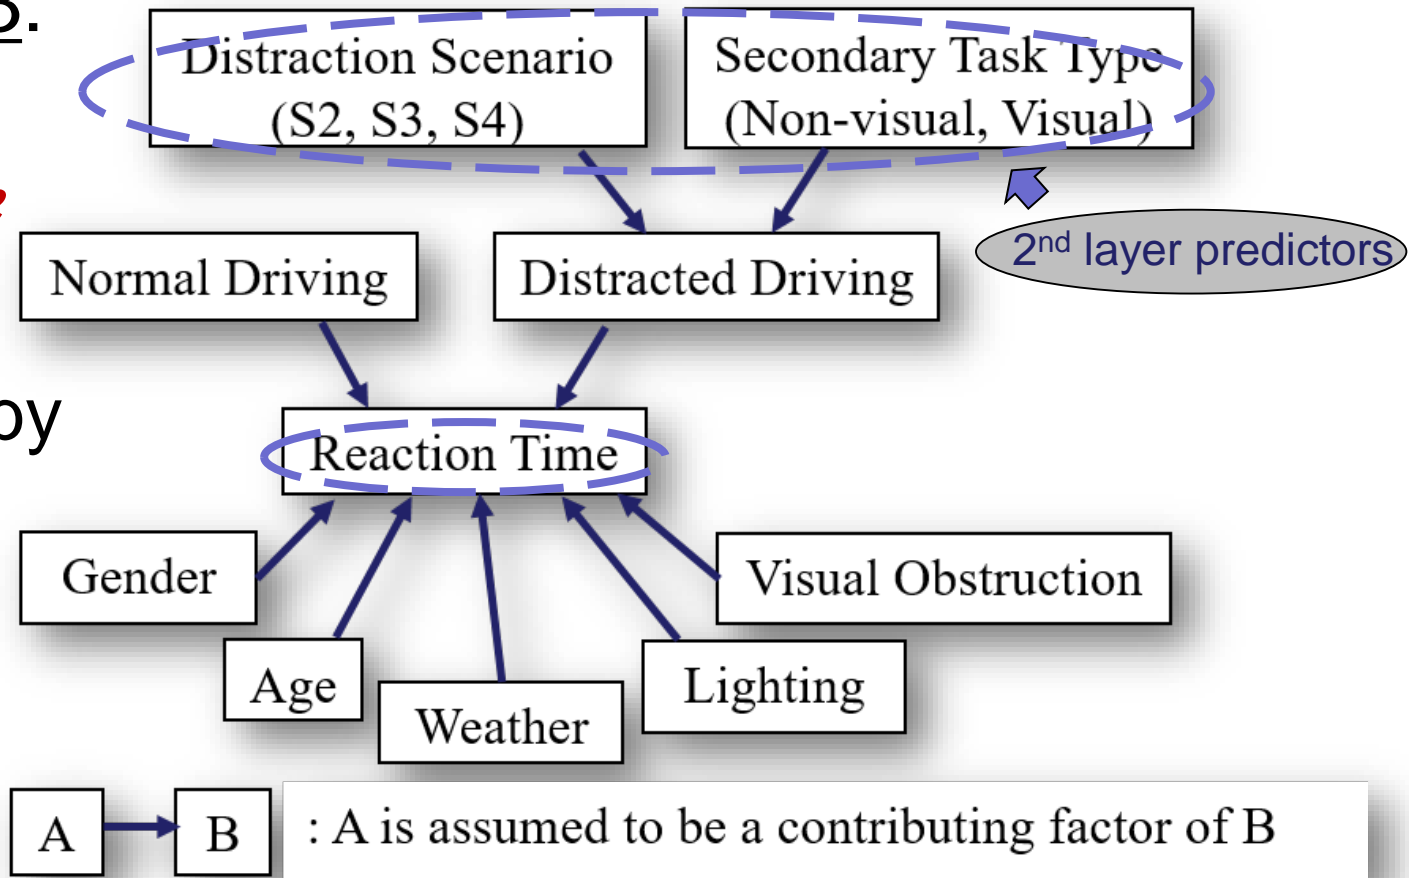 S.
Distraction Scenario
(S2, S3, S4)
Secondary Task Type
(Non-visual, Visual)
2nd layer predictors
Normal Driving
Distracted Driving
by
Reaction Time
Gender
Visual Obstruction
Age
Lighting
Weather
A
B
: A is assumed to be a contributing factor of B